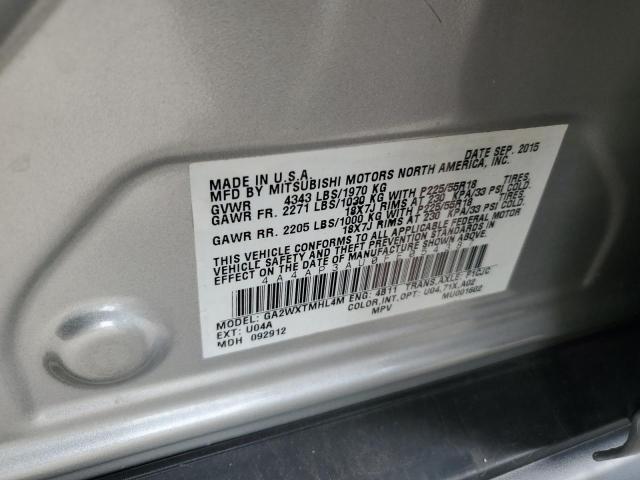 MADE IN U.S.A. DATE SEP. 2015
MFD BY MITSUBISHI MOTORS NORTH AMERICA, INC.
GVWR 4343 LBS/1970 KG
GAWR FR. 2271 LBS/1030 KG WITH P225/55R18 TIRES,
18X7J RIMS AT 230 KPA/33 PSI COLD.
GAWR RR. 2205 LBS/1000 KG WITH P225/55R18 TIRES,
18X7J RIMS AT 230 KPA/33 PSI COLD.
THIS VEHICLE CONFORMS TO ALL APPLICABLE FEDERAL MOTOR
VEHICLE SAFETY AND THEFT PREVENTION STANDARDS IN
EFFECT ON THE DATE OF MANUFACTURE SHOWN ABOVE.
MODEL: GA2WXTMHL4M ENG: 4B11 TRANS,AXLE: F1CJC
EXT: U04A COLOR,INT,OPT: U04,71X,A02
MDH 092912 MPV MU001602